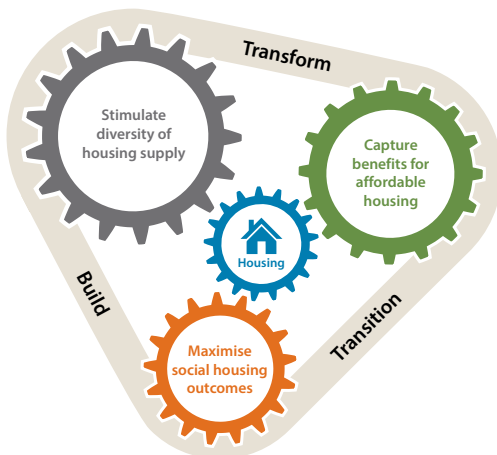 Transform
Stimulate
diversity of
housing supply
Capture
benefits for
affordable
housing
Housing
Build
Transition
Maximise
social housing
outcomes